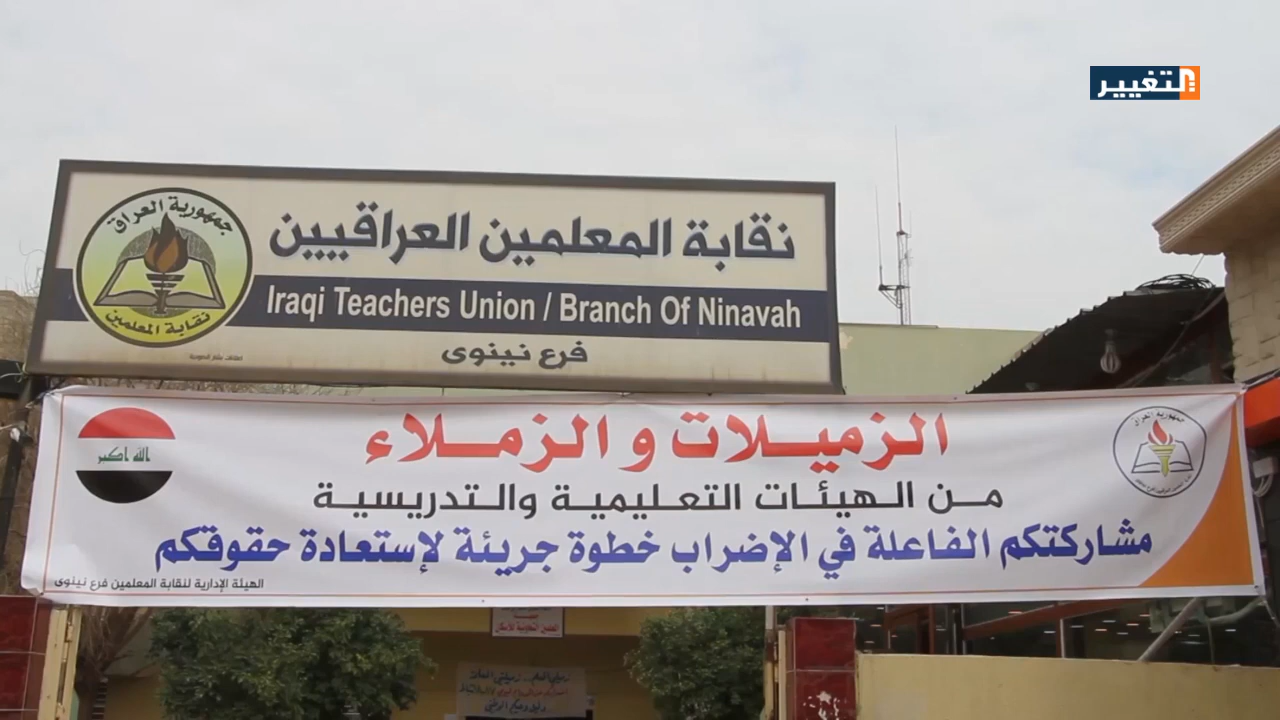 التغيير
جمهورية العراق
نقابة المعلمين
نقابة المعلمين العراقيين
Iraqi Teachers Union / Branch Of Ninavah
فرع نينوى
الزميلات و الزملاء
من الهيئات التعليمية والتدريسية
مشاركتكم الفاعلة في الإضراب خطوة جريئة لإستعادة حقوقكم
الهيئة الإدارية لنقابة المعلمين فرع نينوى
الله اكبر
جمهورية العراق